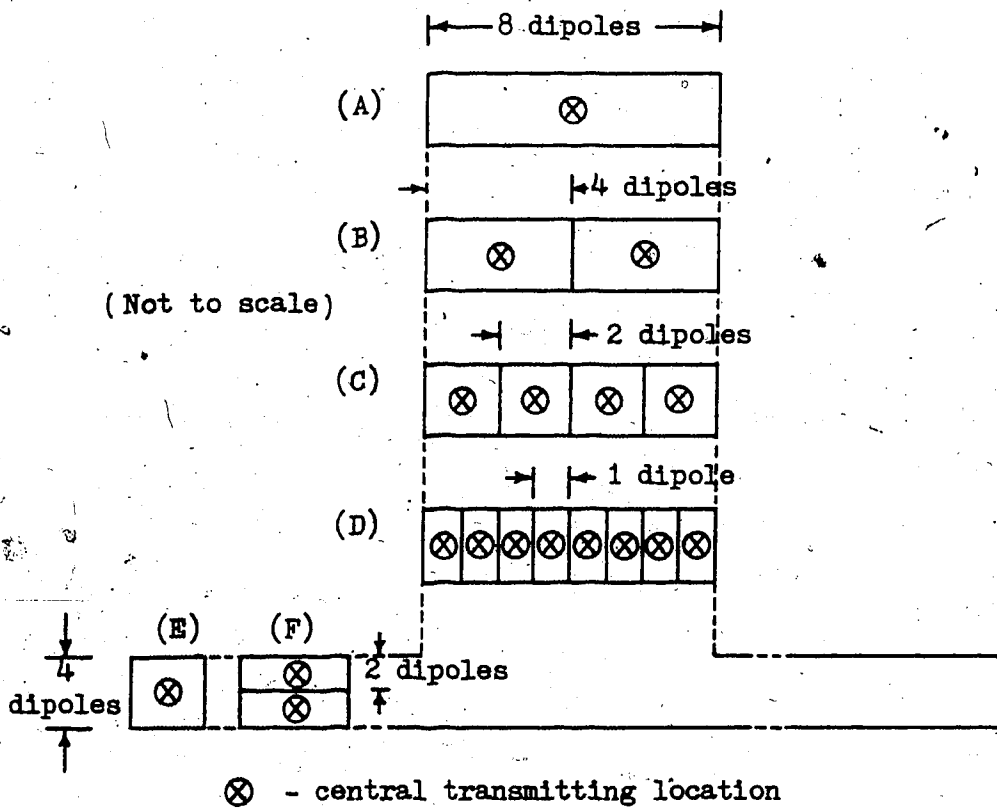 8 dipoles
(A)
4 dipoles
(B)
(Not to scale)
2 dipoles
(C)
1 dipole
(D)
(E) (F)
4 dipoles
2 dipoles
⊗ - central transmitting location